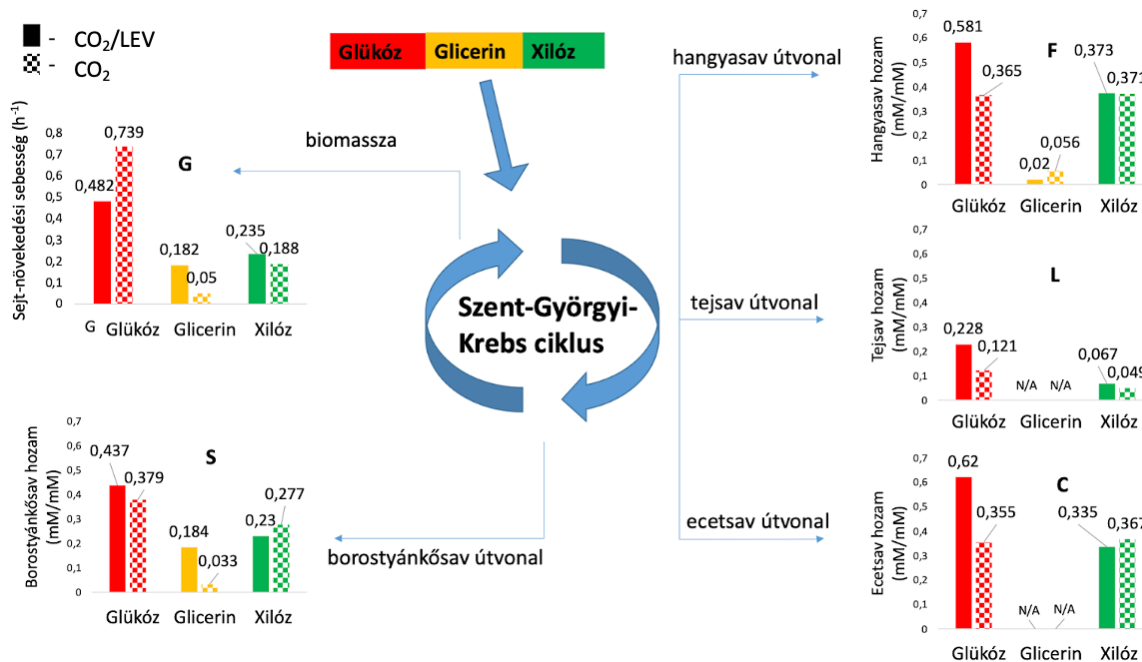 - CO₂/LEV
- CO₂
Glükóz Glicerin Xilóz
biomassza
hangyasav útvonal
tejsav útvonal
ecetsav útvonal
borostyánkősav útvonal
Szent-Györgyi-
Krebs ciklus
Sejt-növekedési sebesség (h⁻¹)
G
0,8
0,7
0,6
0,5
0,4
0,3
0,2
0,1
0
0,482
0,739
0,182
0,05
0,235
0,188
G Glükóz Glicerin Xilóz
Borostyánkősav hozam
(mM/mM)
S
0,7
0,6
0,5
0,4
0,3
0,2
0,1
0
0,437
0,379
0,184
0,033
0,23
0,277
Glükóz Glicerin Xilóz
Hangyasav hozam
(mM/mM)
F
0,7
0,6
0,5
0,4
0,3
0,2
0,1
0
0,581
0,365
0,02
0,056
0,373
0,371
Glükóz Glicerin Xilóz
Tejsav hozam
(mM/mM)
L
0,7
0,6
0,5
0,4
0,3
0,2
0,1
0
0,228
0,121
N/A N/A
0,067
0,049
Glükóz Glicerin Xilóz
Ecetsav hozam
(mM/mM)
C
0,7
0,6
0,5
0,4
0,3
0,2
0,1
0
0,62
0,355
N/A N/A
0,335
0,367
Glükóz Glicerin Xilóz